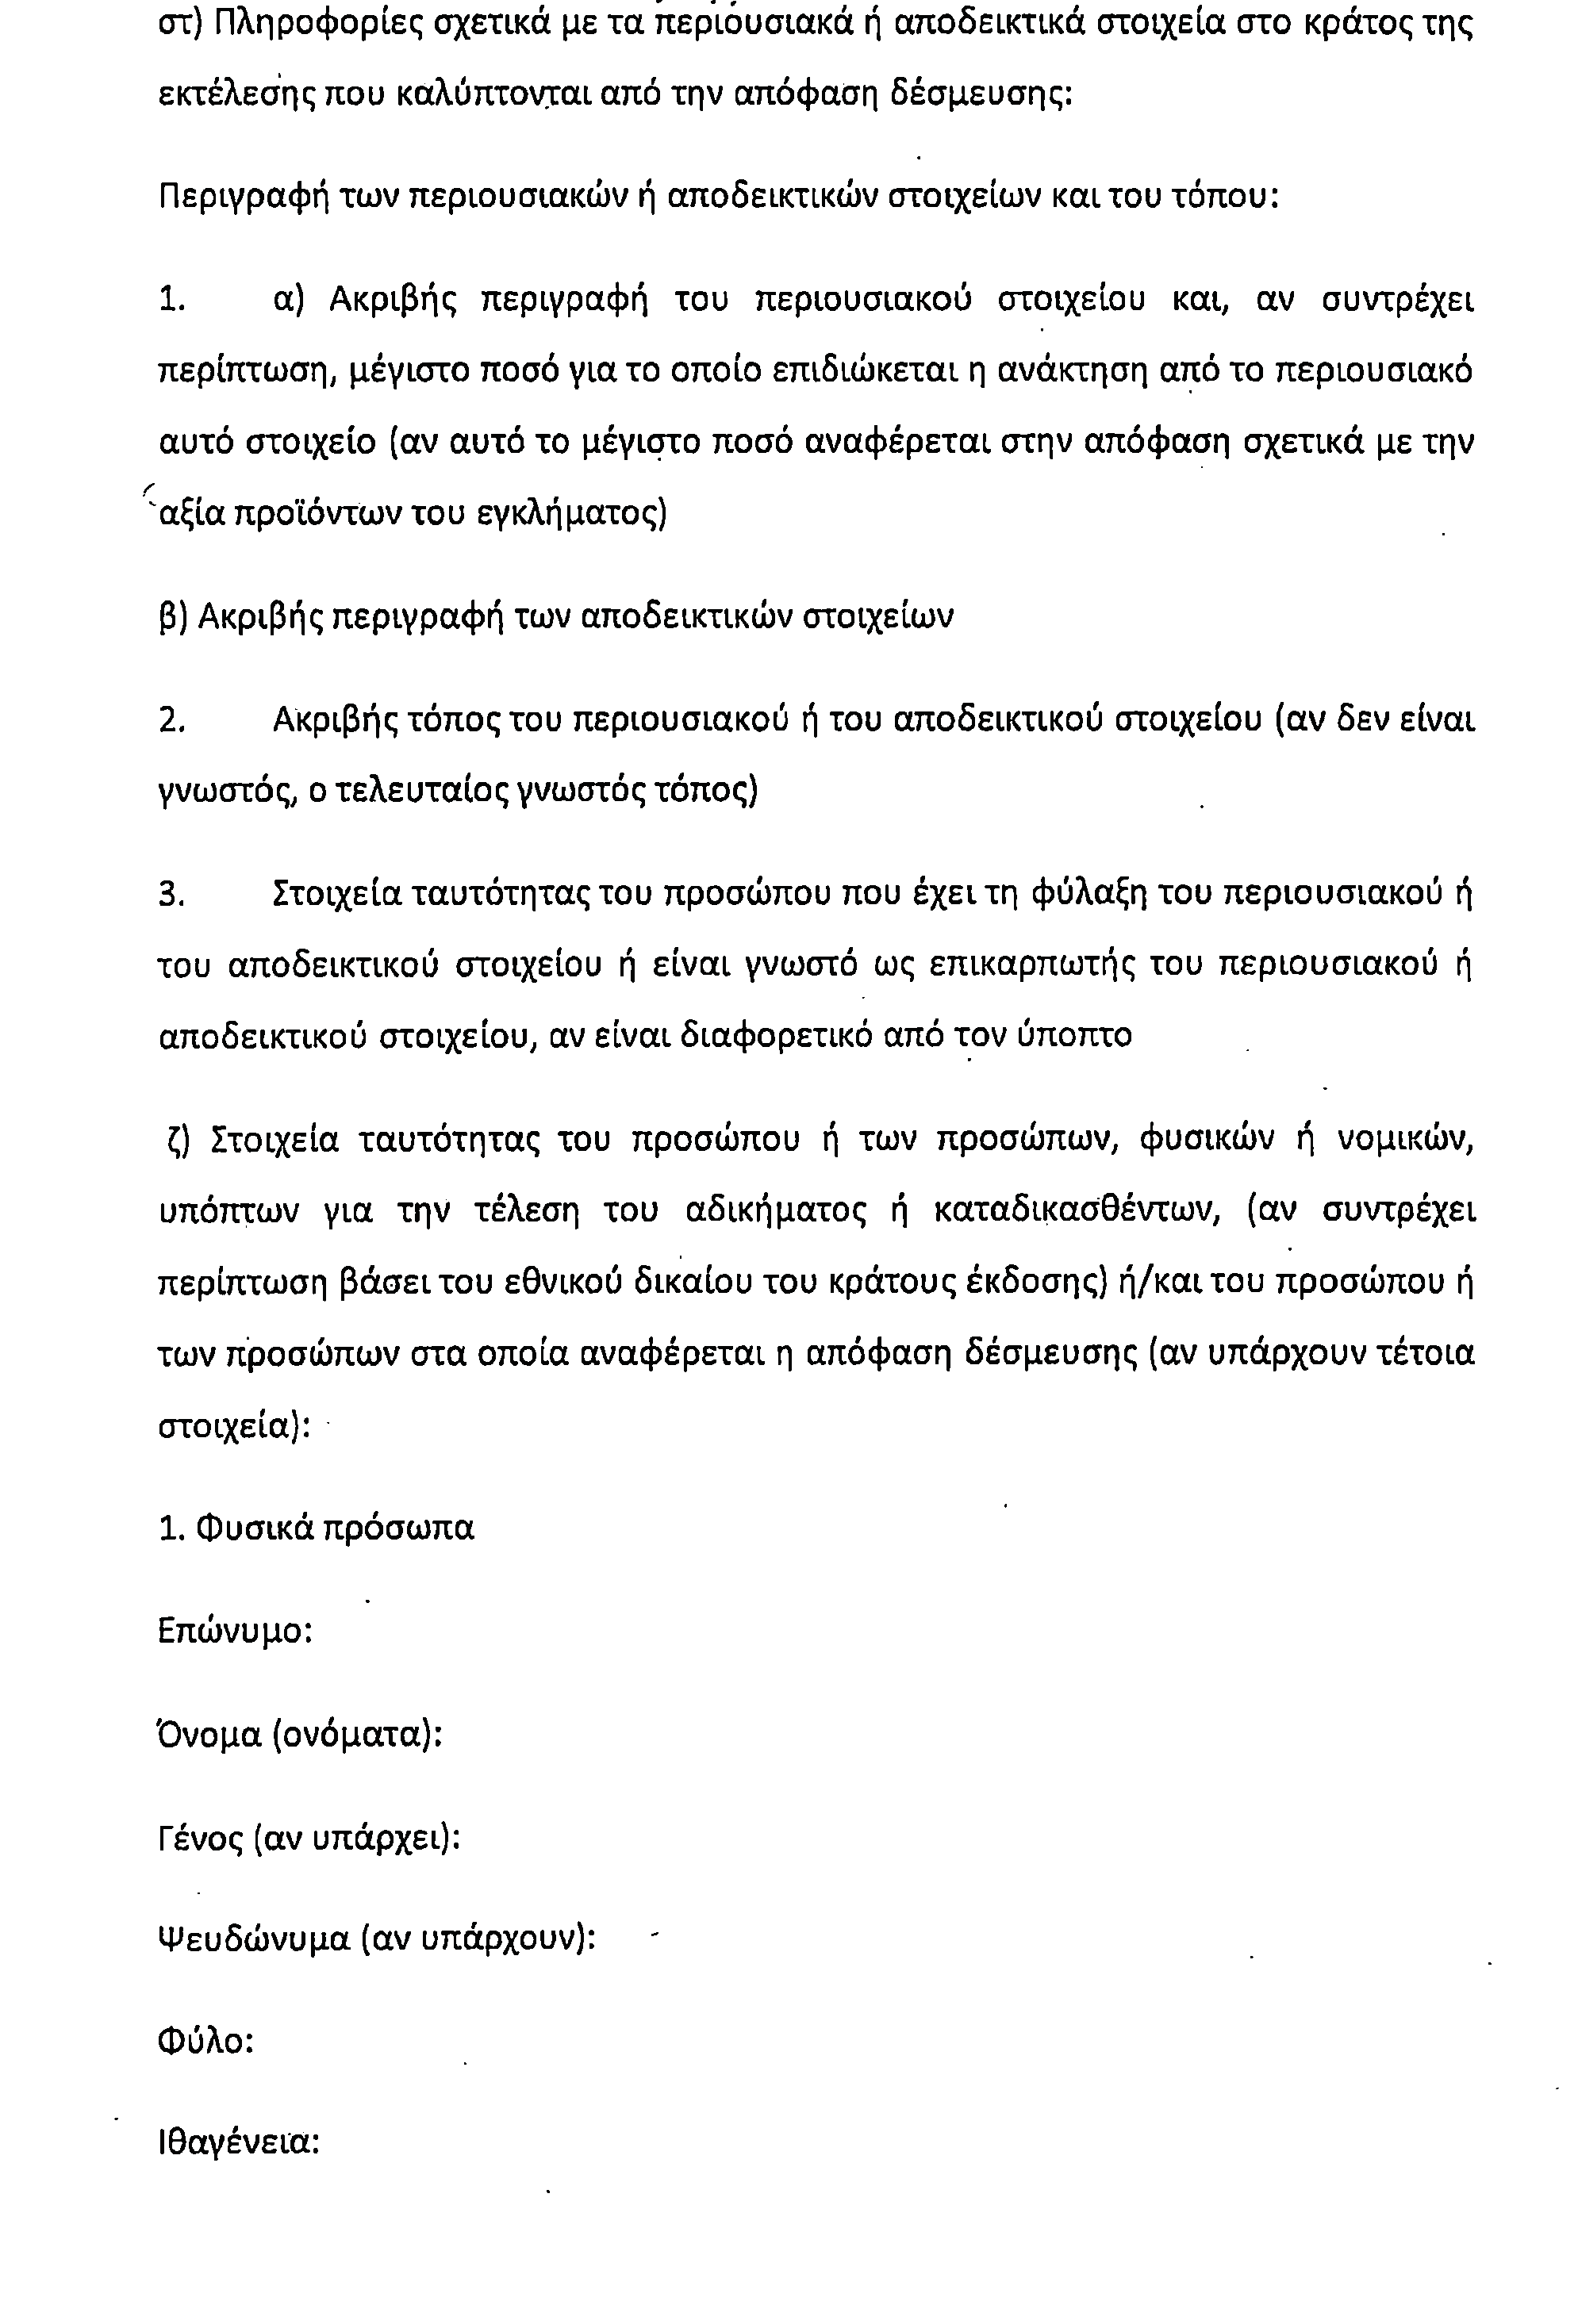 στ) Πληροφορίες σχετικά με τα περιουσιακά ή αποδεικτικά στοιχεία στο κράτος της
εκτέλεσης που καλύπτονται από την απόφαση δέσμευσης:
Περιγραφή των περιουσιακών ή αποδεικτικών στοιχείων και του τόπου:
1. α) Ακριβής περιγραφή του περιουσιακού στοιχείου και, αν συντρέχει
περίπτωση, μέγιστο ποσό για το οποίο επιδιώκεται η ανάκτηση από το περιουσιακό
αυτό στοιχείο (αν αυτό το μέγιστο ποσό αναφέρεται στην απόφαση σχετικά με την
αξία προϊόντων του εγκλήματος)
β) Ακριβής περιγραφή των αποδεικτικών στοιχείων
2. Ακριβής τόπος του περιουσιακού ή του αποδεικτικού στοιχείου (αν δεν είναι
γνωστός, ο τελευταίος γνωστός τόπος)
3. Στοιχεία ταυτότητας του προσώπου που έχει τη φύλαξη του περιουσιακού ή
του αποδεικτικού στοιχείου ή είναι γνωστό ως επικαρπωτής του περιουσιακού ή
αποδεικτικού στοιχείου, αν είναι διαφορετικό από τον ύποπτο
ζ) Στοιχεία ταυτότητας του προσώπου ή των προσώπων, φυσικών ή νομικών,
υπόπτων για την τέλεση του αδικήματος ή καταδικασθέντων, (αν συντρέχει
περίπτωση βάσει του εθνικού δικαίου του κράτους έκδοσης) ή/και του προσώπου ή
των προσώπων στα οποία αναφέρεται η απόφαση δέσμευσης (αν υπάρχουν τέτοια
στοιχεία):
1. Φυσικά πρόσωπα
Επώνυμο:
Όνομα (ονόματα):
Γένος (αν υπάρχει):
Ψευδώνυμα (αν υπάρχουν):
Φύλο:
Ιθαγένεια: